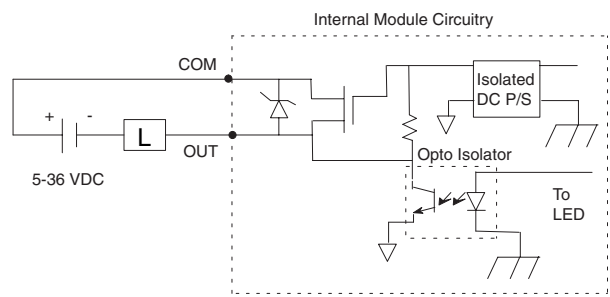 Internal Module Circuitry
COM
Isolated
DC P/S
+ -
L
OUT
Opto Isolator
5-36 VDC
To
LED